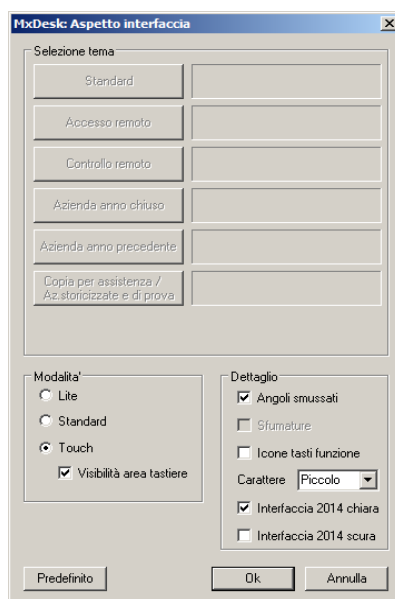 MxDesk: Aspetto interfaccia
Selezione tema
Standard
Accesso remoto
Controllo remoto
Azienda anno chiuso
Azienda anno precedente
Copia per assistenza /
Az.storicizzate e di prova
Modalita'
Lite
Standard
Touch
Visibilità area tastiere
Dettaglio
Angoli smussati
Sfumature
Icone tasti funzione
Carattere Piccolo
Interfaccia 2014 chiara
Interfaccia 2014 scura
Predefinito Ok Annulla